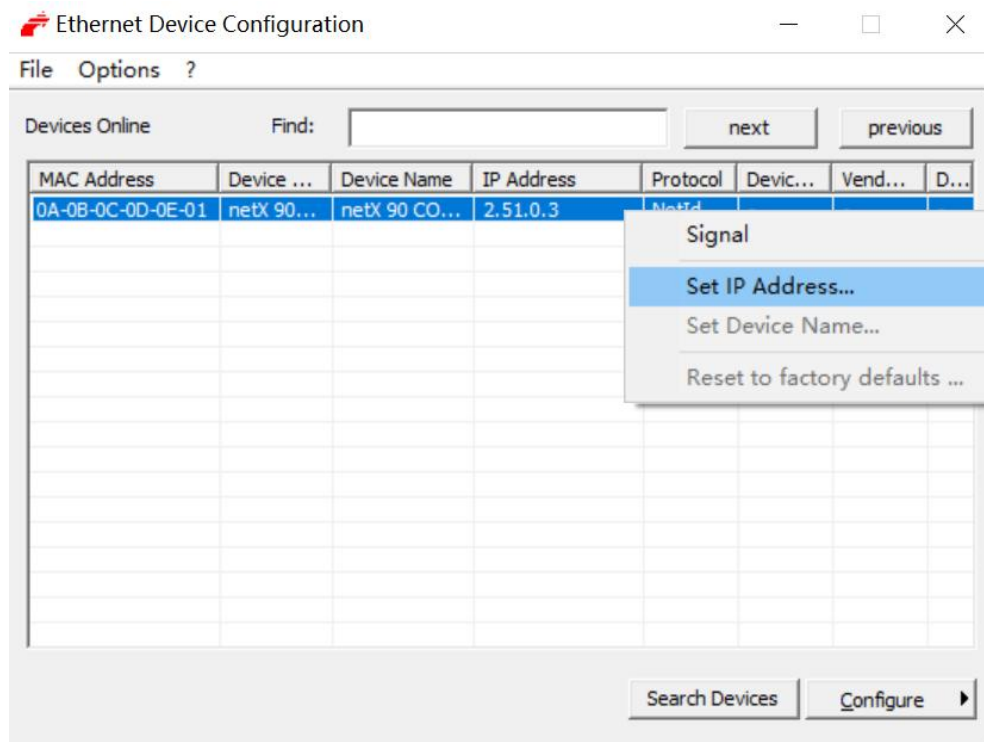 Ethernet Device Configuration
File Options ?
Devices Online Find: next previous
MAC Address Device ... Device Name IP Address Protocol Devic... Vend... D...
0A-0B-0C-0D-0E-01 netX 90... netX 90 CO... 2.51.0.3 NetId
Signal
Set IP Address...
Set Device Name...
Reset to factory defaults ...
Search Devices Configure